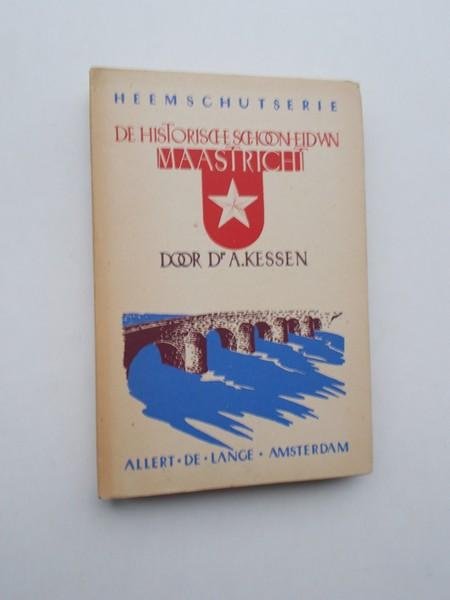 HEEMSCHUTSERIE
DE HISTORISCHE SCHOONHEID VAN
MAASTRICHT
DOOR Dr A. KESSEN
ALLERT · DE · LANGE · AMSTERDAM